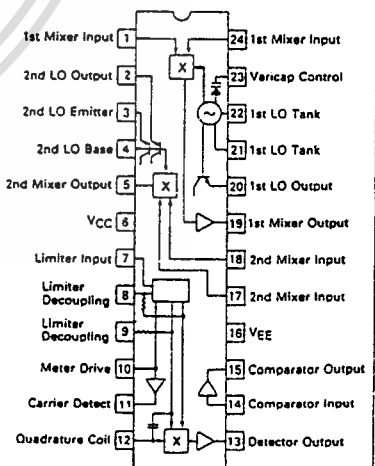 1st Mixer Input 1
2nd LO Output 2
2nd LO Emitter 3
2nd LO Base 4
2nd Mixer Output 5
VCC 6
Limiter Input 7
Limiter
Decoupling 8
Limiter
Decoupling 9
Meter Drive 10
Carrier Detect 11
Quadrature Coil 12
24 1st Mixer Input
23 Varicap Control
22 1st LO Tank
21 1st LO Tank
20 1st LO Output
19 1st Mixer Output
18 2nd Mixer Input
17 2nd Mixer Input
16 VEE
15 Comparator Output
14 Comparator Input
13 Detector Output
X
X
X